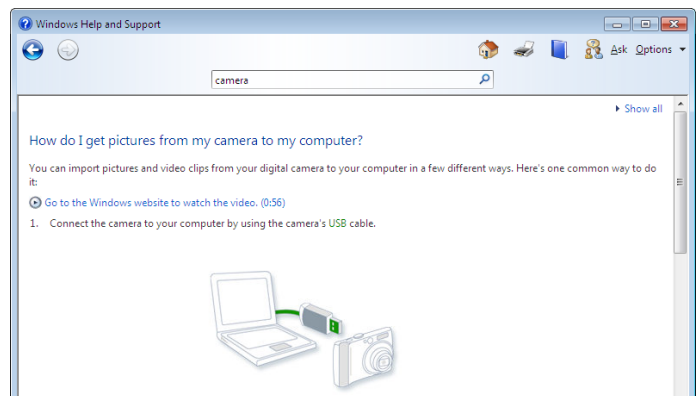 Windows Help and Support
Ask Options
camera
Show all
How do I get pictures from my camera to my computer?
You can import pictures and video clips from your digital camera to your computer in a few different ways. Here's one common way to do
it:
Go to the Windows website to watch the video. (0:56)
1. Connect the camera to your computer by using the camera's USB cable.